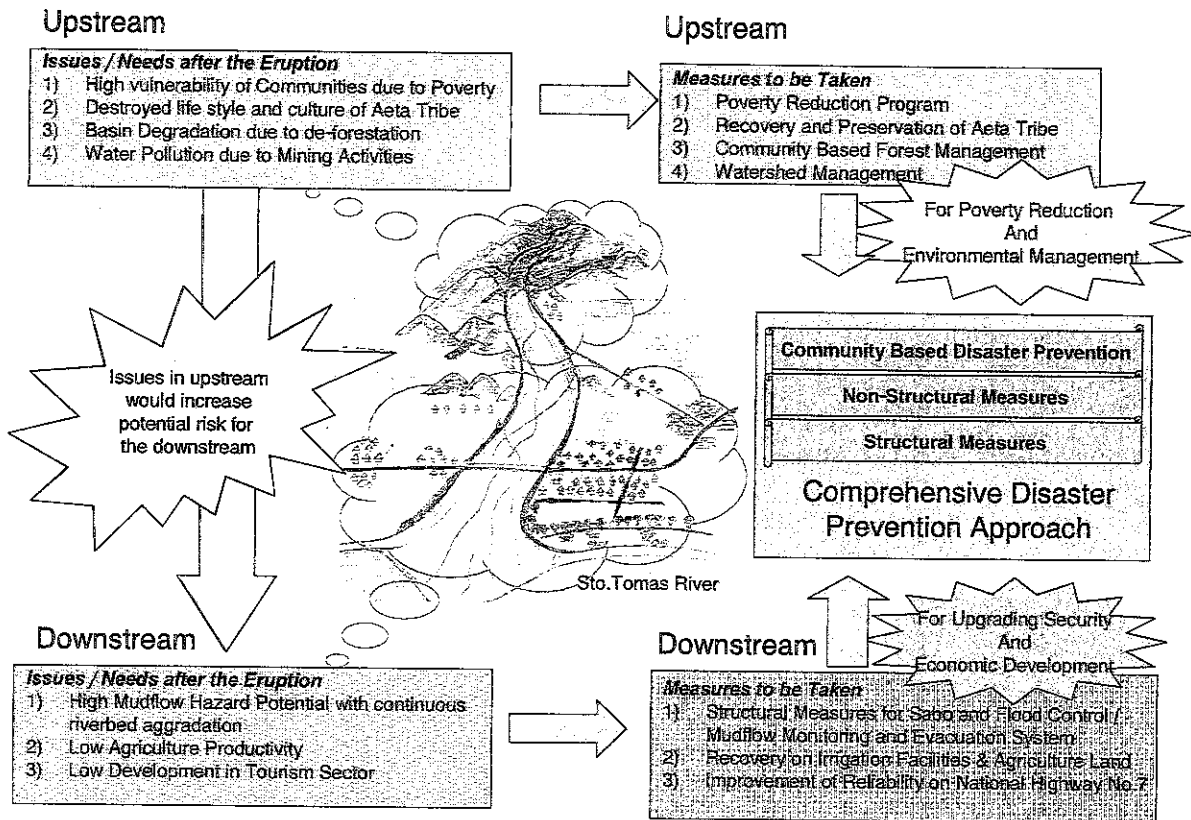 Upstream
Issues / Needs after the Eruption
1) High vulnerability of Communities due to Poverty
2) Destroyed life style and culture of Aeta Tribe
3) Basin Degradation due to de-forestation
4) Water Pollution due to Mining Activities
Upstream
Measures to be Taken
1) Poverty Reduction Program
2) Recovery and Preservation of Aeta Tribe
3) Community Based Forest Management
4) Watershed Management
For Poverty Reduction
And
Environmental Management
Issues in upstream
would increase
potential risk for
the downstream
Community Based Disaster Prevention
Non-Structural Measures
Structural Measures
Comprehensive Disaster
Prevention Approach
Sto.Tomas River
Downstream
Issues / Needs after the Eruption
1) High Mudflow Hazard Potential with continuous
riverbed aggradation
2) Low Agriculture Productivity
3) Low Development in Tourism Sector
Downstream
For Upgrading Security
And
Economic Development
Measures to be Taken
1) Structural Measures for Sabo and Flood Control /
Mudflow Monitoring and Evacuation System
2) Recovery on Irrigation Facilities & Agriculture Land
3) Improvement of Reliability on National Highway No.7